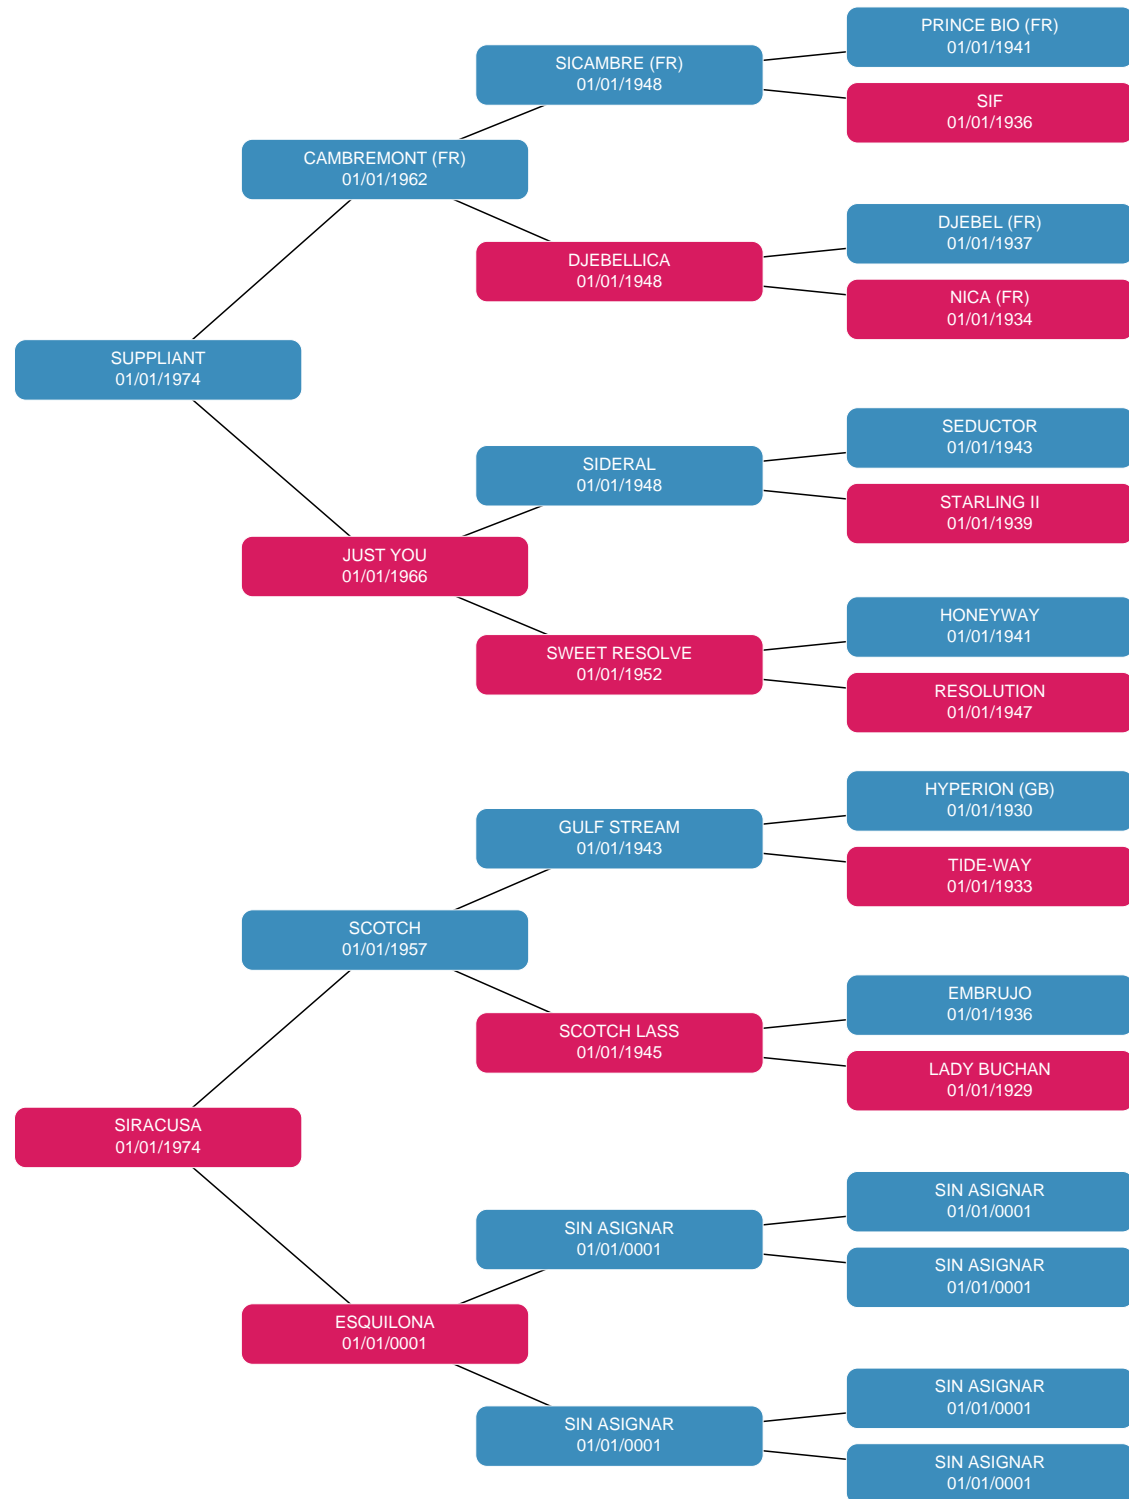 PRINCE BIO (FR)
01/01/1941
SICAMBRE (FR)
01/01/1948
SIF
01/01/1936
CAMBREMONT (FR)
01/01/1962
DJEBEL (FR)
01/01/1937
DJEBELLICA
01/01/1948
NICA (FR)
01/01/1934
SUPPLIANT
01/01/1974
SEDUCTOR
01/01/1943
SIDERAL
01/01/1948
STARLING II
01/01/1939
JUST YOU
01/01/1966
HONEYWAY
01/01/1941
SWEET RESOLVE
01/01/1952
RESOLUTION
01/01/1947
HYPERION (GB)
01/01/1930
GULF STREAM
01/01/1943
TIDE-WAY
01/01/1933
SCOTCH
01/01/1957
EMBRUJO
01/01/1936
SCOTCH LASS
01/01/1945
LADY BUCHAN
01/01/1929
SIRACUSA
01/01/1974
SIN ASIGNAR
01/01/0001
SIN ASIGNAR
01/01/0001
SIN ASIGNAR
01/01/0001
ESQUILONA
01/01/0001
SIN ASIGNAR
01/01/0001
SIN ASIGNAR
01/01/0001
SIN ASIGNAR
01/01/0001